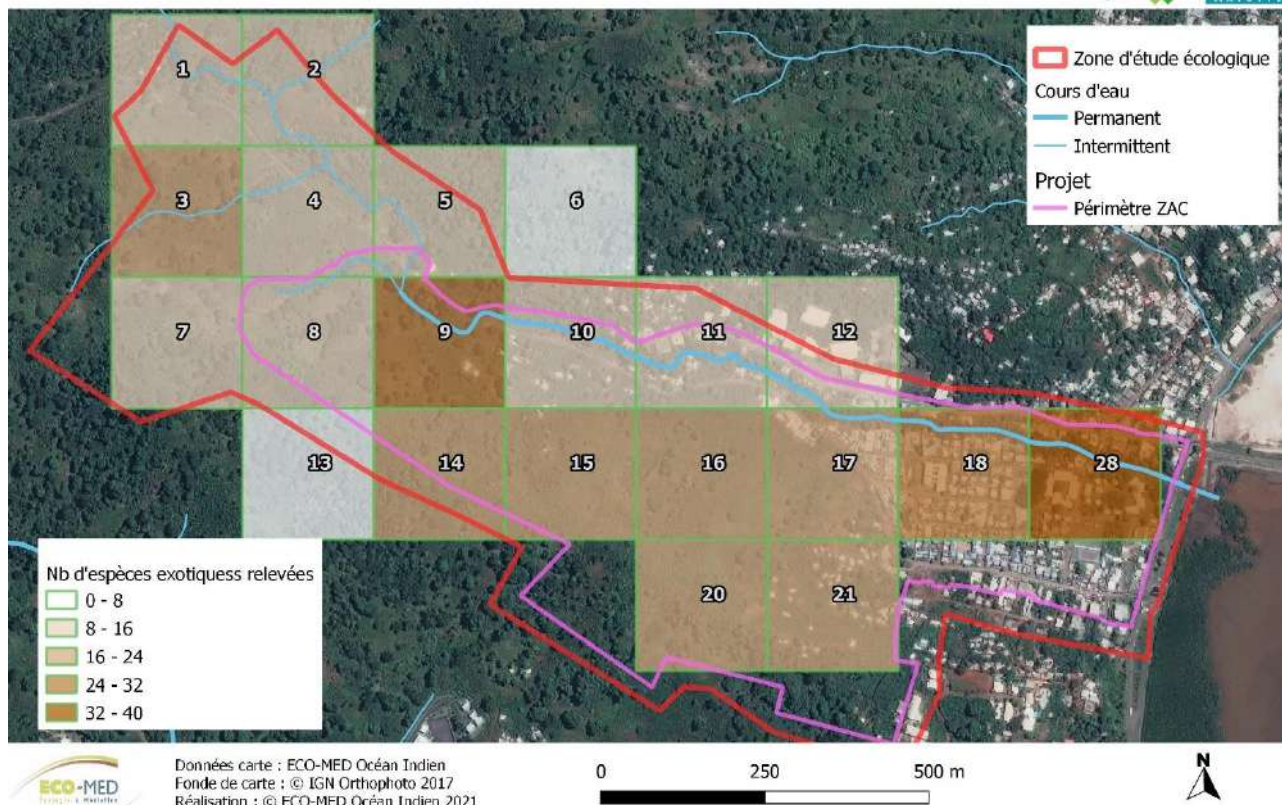 Zone d'étude écologique
Cours d'eau
Permanent
Intermittent
Projet
Périmètre ZAC
1
2
3
4
5
6
7
8
9
10
11
12
13
14
15
16
17
18
28
20
21
Nb d'espèces exotiquess relevées
0 - 8
8 - 16
16 - 24
24 - 32
32 - 40
ECO-MED
Données carte : ECO-MED Océan Indien
Fonde de carte : © IGN Orthophoto 2017
Réalisation : © ECO-MED Océan Indien 2021
0 250 500 m
N